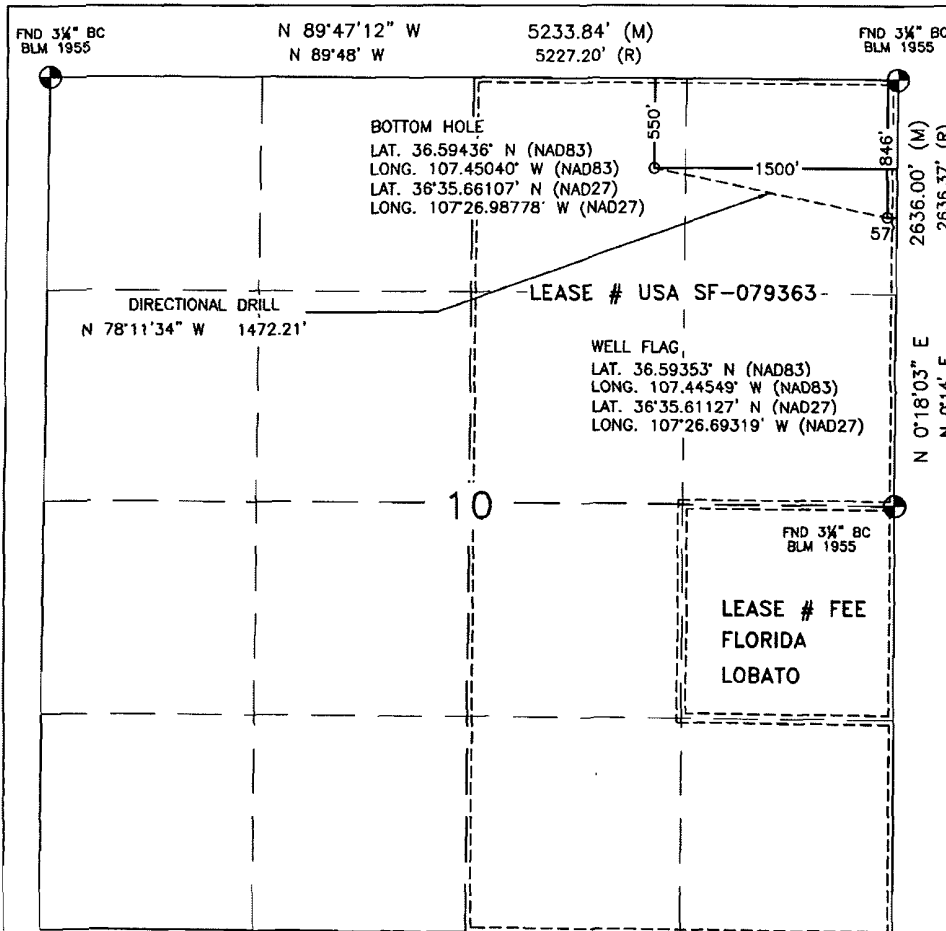 FND 3¼" BC
BLM 1955
N 89°47'12" W 5233.84' (M)
N 89°48' W 5227.20' (R)
FND 3¼" BC
BLM 1955
BOTTOM HOLE
LAT. 36.59436° N (NAD83)
LONG. 107.45040° W (NAD83)
LAT. 36°35.66107' N (NAD27)
LONG. 107°26.98778' W (NAD27)
550'
1500'
846'
57
2636.00' (M)
2636.37' (R)
DIRECTIONAL DRILL
N 78°11'34" W 1472.21'
LEASE # USA SF-079363
WELL FLAG
LAT. 36.59353° N (NAD83)
LONG. 107.44549° W (NAD83)
LAT. 36°35.61127' N (NAD27)
LONG. 107°26.69319' W (NAD27)
N 0°18'03" E
N 0°14' E
10
FND 3¼" BC
BLM 1955
LEASE # FEE
FLORIDA
LOBATO